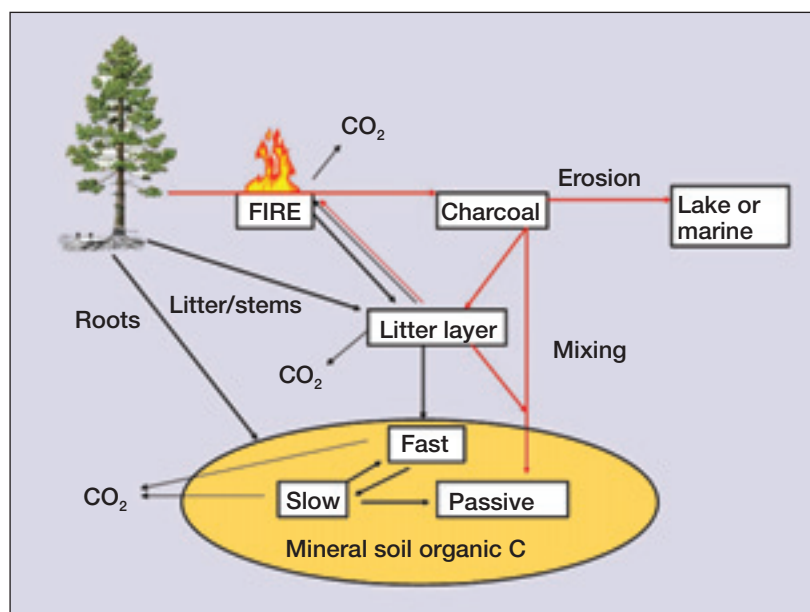 CO₂
Erosion
FIRE
Charcoal
Lake or
marine
Litter/stems
Roots
Litter layer
Mixing
CO₂
Fast
CO₂
Slow
Passive
Mineral soil organic C